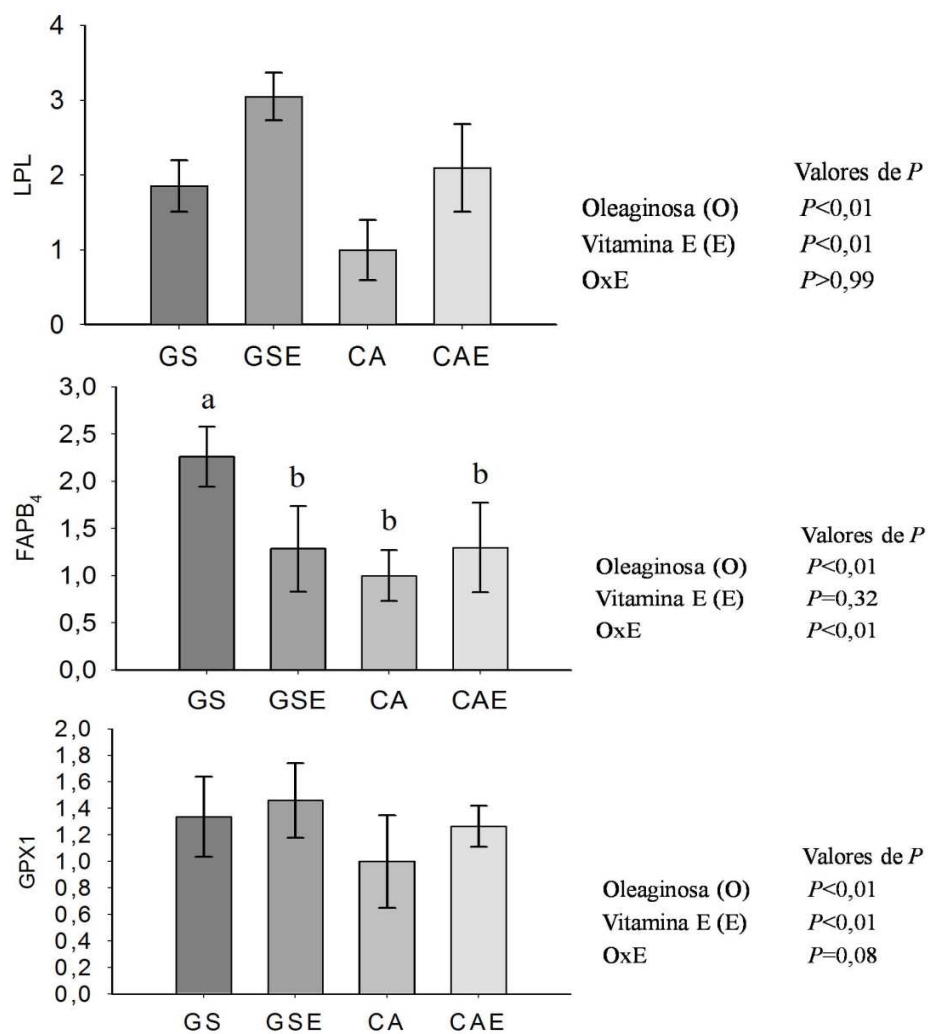 4
3
2
1
0
LPL
GS GSE CA CAE
Valores de P
Oleaginosa (O) P<0,01
Vitamina E (E) P<0,01
OxE P>0,99
3,0
2,5
2,0
1,5
1,0
0,5
0,0
FAPB4
a
b
b
b
GS GSE CA CAE
Valores de P
Oleaginosa (O) P<0,01
Vitamina E (E) P=0,32
OxE P<0,01
2,0
1,8
1,6
1,4
1,2
1,0
0,8
0,6
0,4
0,2
0,0
GPX1
GS GSE CA CAE
Valores de P
Oleaginosa (O) P<0,01
Vitamina E (E) P<0,01
OxE P=0,08